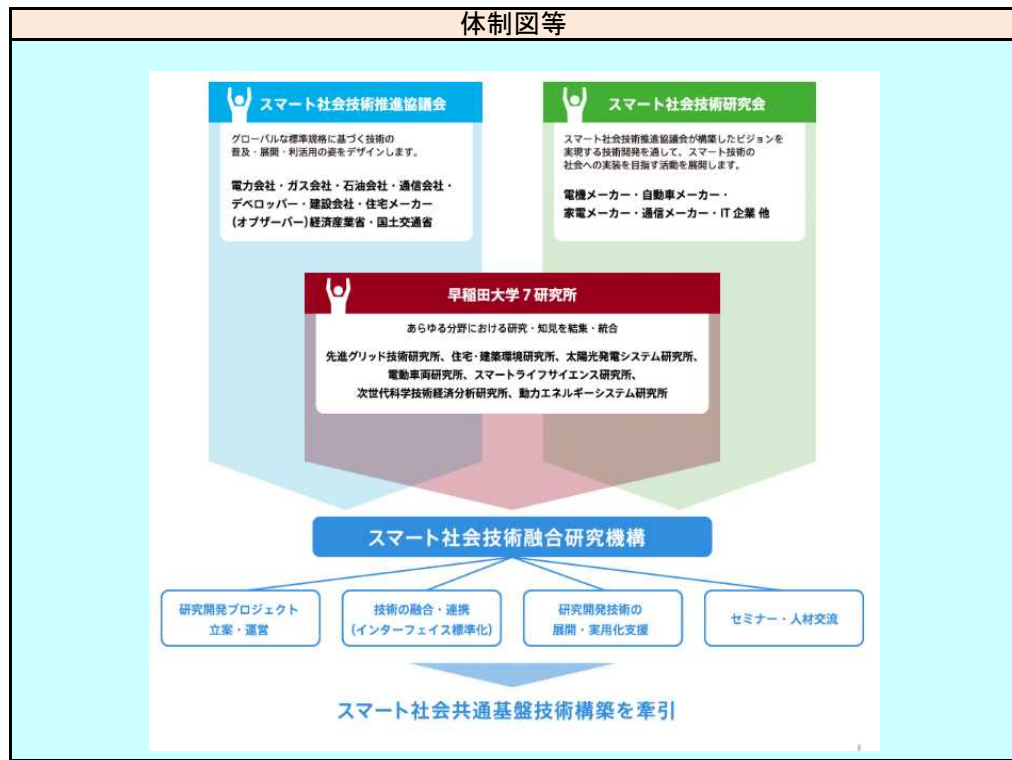 体制図等
スマート社会技術推進協議会
グローバルな標準規格に基づく技術の
普及・展開・利活用の姿をデザインします。
電力会社・ガス会社・石油会社・通信会社・
デベロッパー・建設会社・住宅メーカー
(オブザーバー)経済産業省・国土交通省
スマート社会技術研究会
スマート社会技術推進協議会が構築したビジョンを
実現する技術開発を通して、スマート技術の
社会への実装を目指す活動を展開します。
電機メーカー・自動車メーカー・
家電メーカー・通信メーカー・IT 企業 他
早稲田大学７研究所
あらゆる分野における研究・知見を結集・統合
先進グリッド技術研究所、住宅・建築環境研究所、太陽光発電システム研究所、
電動車両研究所、スマートライフサイエンス研究所、
次世代科学技術経済分析研究所、動力エネルギーシステム研究所
スマート社会技術融合研究機構
研究開発プロジェクト
立案・運営
技術の融合・連携
(インターフェイス標準化)
研究開発技術の
展開・実用化支援
セミナー・人材交流
スマート社会共通基盤技術構築を牽引